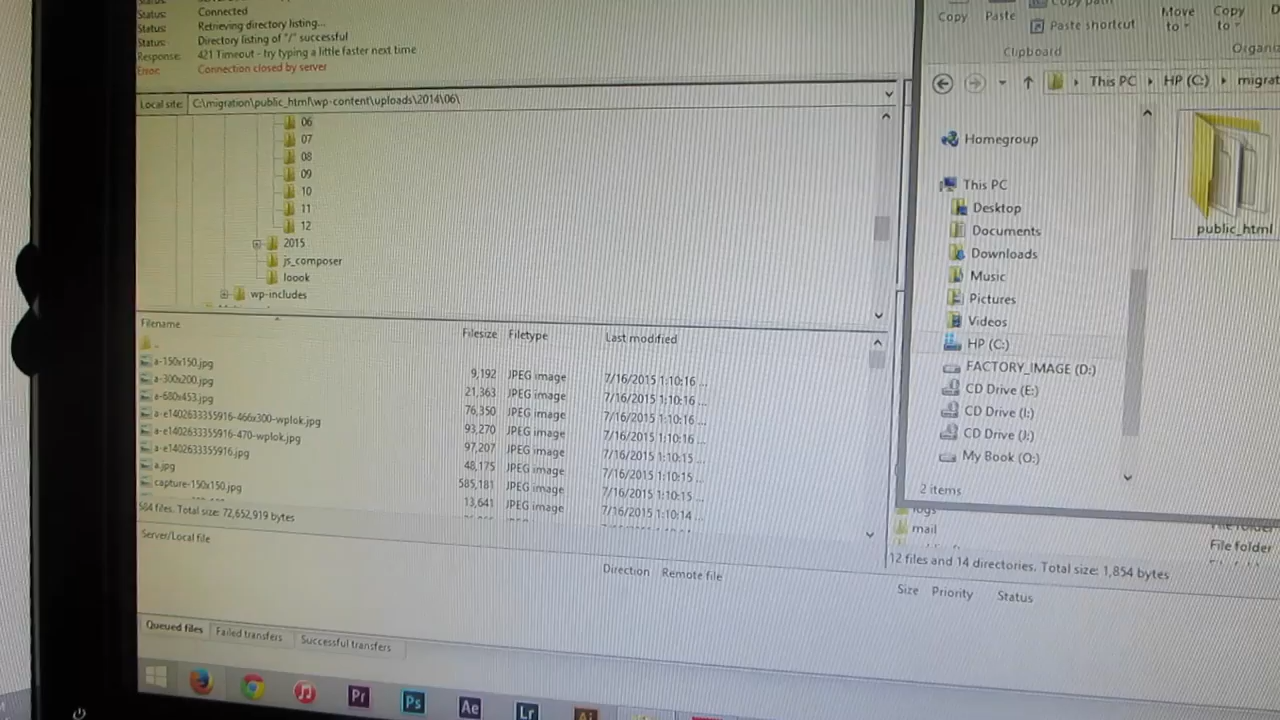 Status:
Status: Connected
Status: Retrieving directory listing...
Status: Directory listing of "/" successful
Response: 421 Timeout - try typing a little faster next time
Error: Connection closed by server
Local site: C:\migration\public_html\wp-content\uploads\2014\06\
06
07
08
09
10
11
12
2015
js_composer
loook
wp-includes
Filename Filesize Filetype Last modified
..
a-150x150.jpg 9,192 JPEG image 7/16/2015 1:10:16 ...
a-300x200.jpg 21,363 JPEG image 7/16/2015 1:10:16 ...
a-680x453.jpg 76,350 JPEG image 7/16/2015 1:10:16 ...
a-e1402633355916-466x300-wplok.jpg 93,270 JPEG image 7/16/2015 1:10:16 ...
a-e1402633355916-470-wplok.jpg 97,207 JPEG image 7/16/2015 1:10:15 ...
a-e1402633355916.jpg 48,175 JPEG image 7/16/2015 1:10:15 ...
a.jpg 585,181 JPEG image 7/16/2015 1:10:15 ...
capture-150x150.jpg 13,641 JPEG image 7/16/2015 1:10:14 ...
584 files. Total size: 72,652,919 bytes
Server/Local file Direction Remote file
Size Priority Status
Queued files Failed transfers Successful transfers
Pr Ps Ae Lr Ai
Copy Paste Copy path
Paste shortcut
Move to Copy to
Clipboard Organi
This PC HP (C:) migrat
Homegroup
This PC
Desktop
Documents
Downloads
Music
Pictures
Videos
HP (C:)
FACTORY_IMAGE (D:)
CD Drive (E:)
CD Drive (I:)
CD Drive (J:)
My Book (O:)
public_html
2 items
logs File folder
mail File folder
12 files and 14 directories. Total size: 1,854 bytes